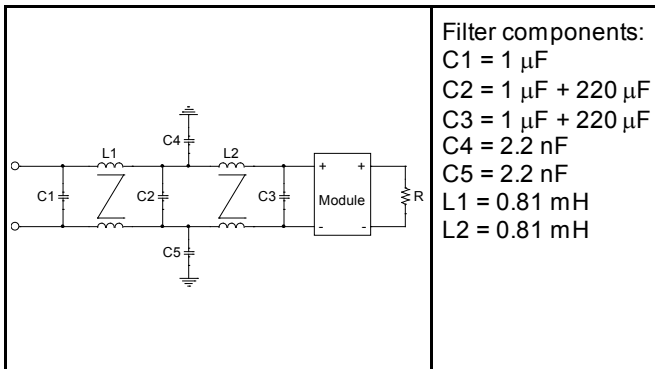 Filter components:
C1 = 1 μF
C2 = 1 μF + 220 μF
C3 = 1 μF + 220 μF
C4 = 2.2 nF
C5 = 2.2 nF
L1 = 0.81 mH
L2 = 0.81 mH
C4
L1
L2
C1
C2
C3
+ +
Module
R
- -
C5